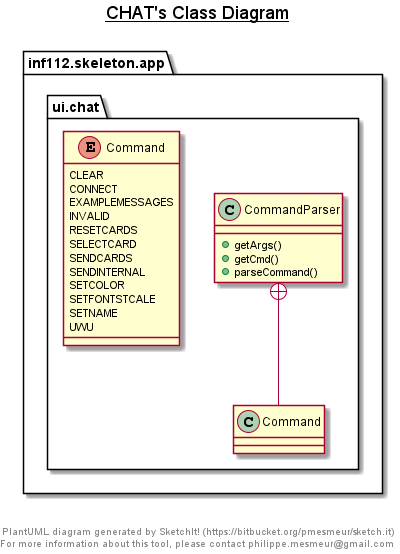 CHAT's Class Diagram
inf112.skeleton.app
ui.chat
E Command
CLEAR
CONNECT
EXAMPLEMESSAGES
INVALID
RESETCARDS
SELECTCARD
SENDCARDS
SENDINTERNAL
SETCOLOR
SETFONTSTCALE
SETNAME
UWU
C CommandParser
getArgs()
getCmd()
parseCommand()
C Command
PlantUML diagram generated by SketchIt! (https://bitbucket.org/pmesmeur/sketch.it)
For more information about this tool, please contact philippe.mesmeur@gmail.com